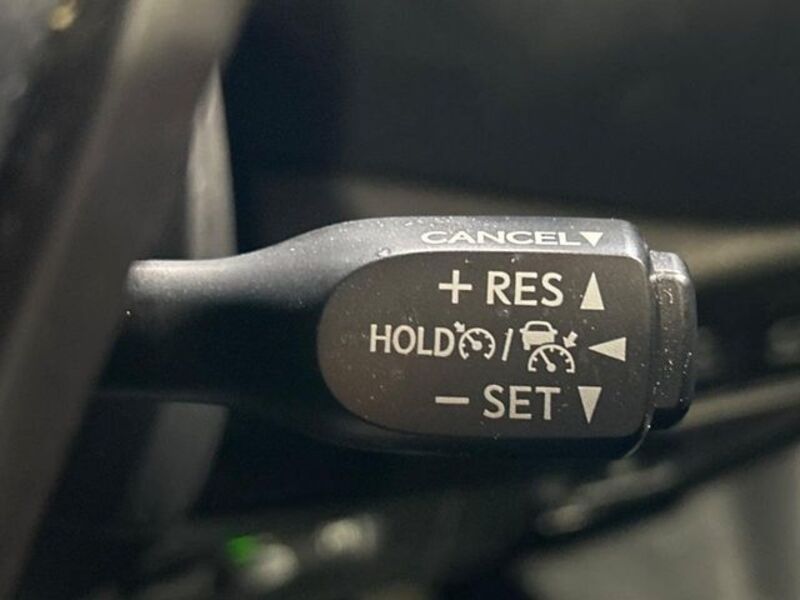 CANCEL▼
+ RES ▲
HOLD / ◀
− SET ▼